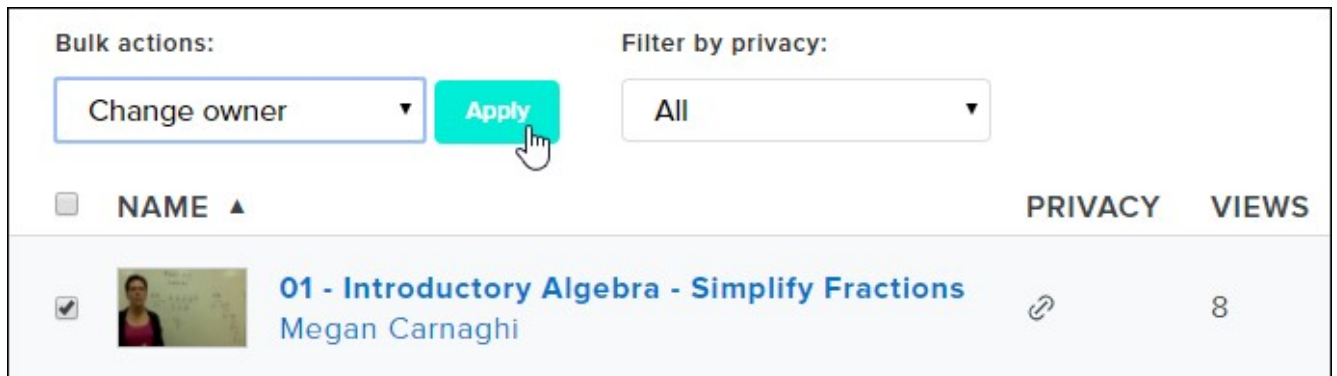 Bulk actions:
Filter by privacy:
Change owner
Apply
All
NAME ▲
PRIVACY
VIEWS
01 - Introductory Algebra - Simplify Fractions
8
Megan Carnaghi